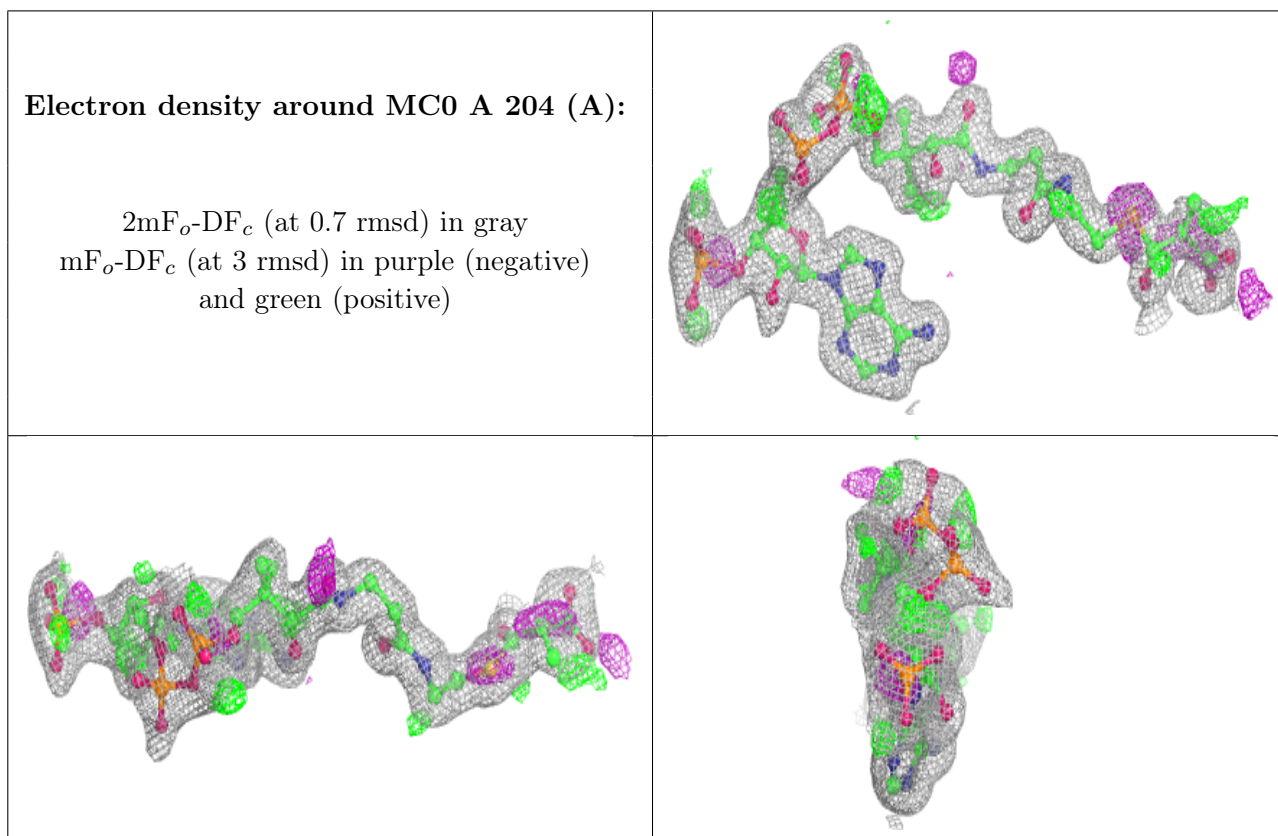 Electron density around MC0 A 204 (A):
2mFₒ-DF𝑐 (at 0.7 rmsd) in gray
mFₒ-DF𝑐 (at 3 rmsd) in purple (negative)
and green (positive)